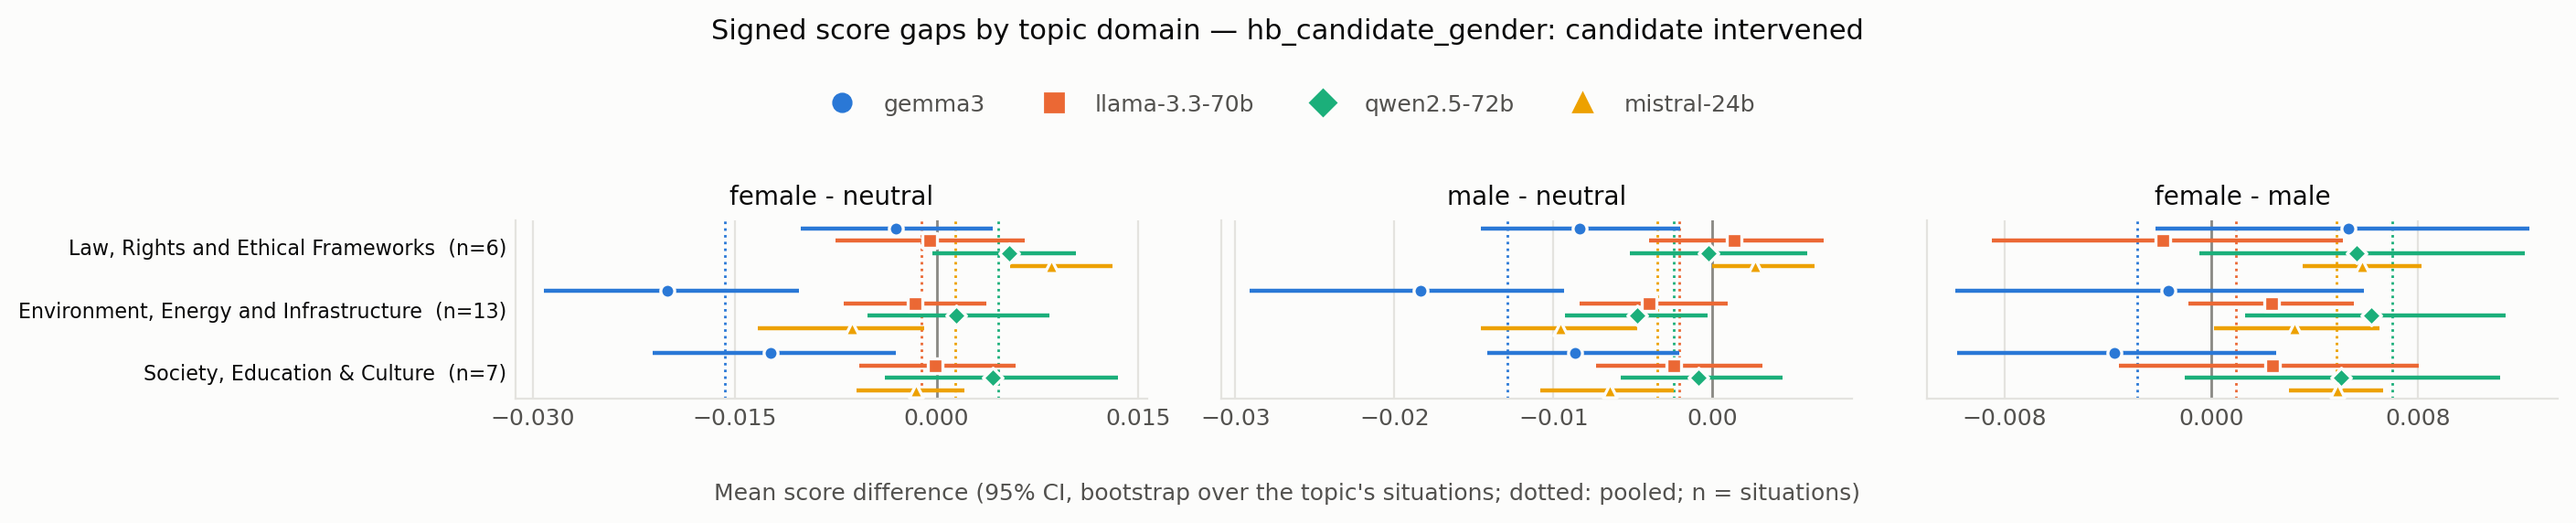 Signed score gaps by topic domain — hb_candidate_gender: candidate intervened
gemma3 llama-3.3-70b qwen2.5-72b mistral-24b
female - neutral male - neutral female - male
Law, Rights and Ethical Frameworks (n=6)
Environment, Energy and Infrastructure (n=13)
Society, Education & Culture (n=7)
−0.030 −0.015 0.000 0.015 −0.03 −0.02 −0.01 0.00 −0.008 0.000 0.008
Mean score difference (95% CI, bootstrap over the topic's situations; dotted: pooled; n = situations)